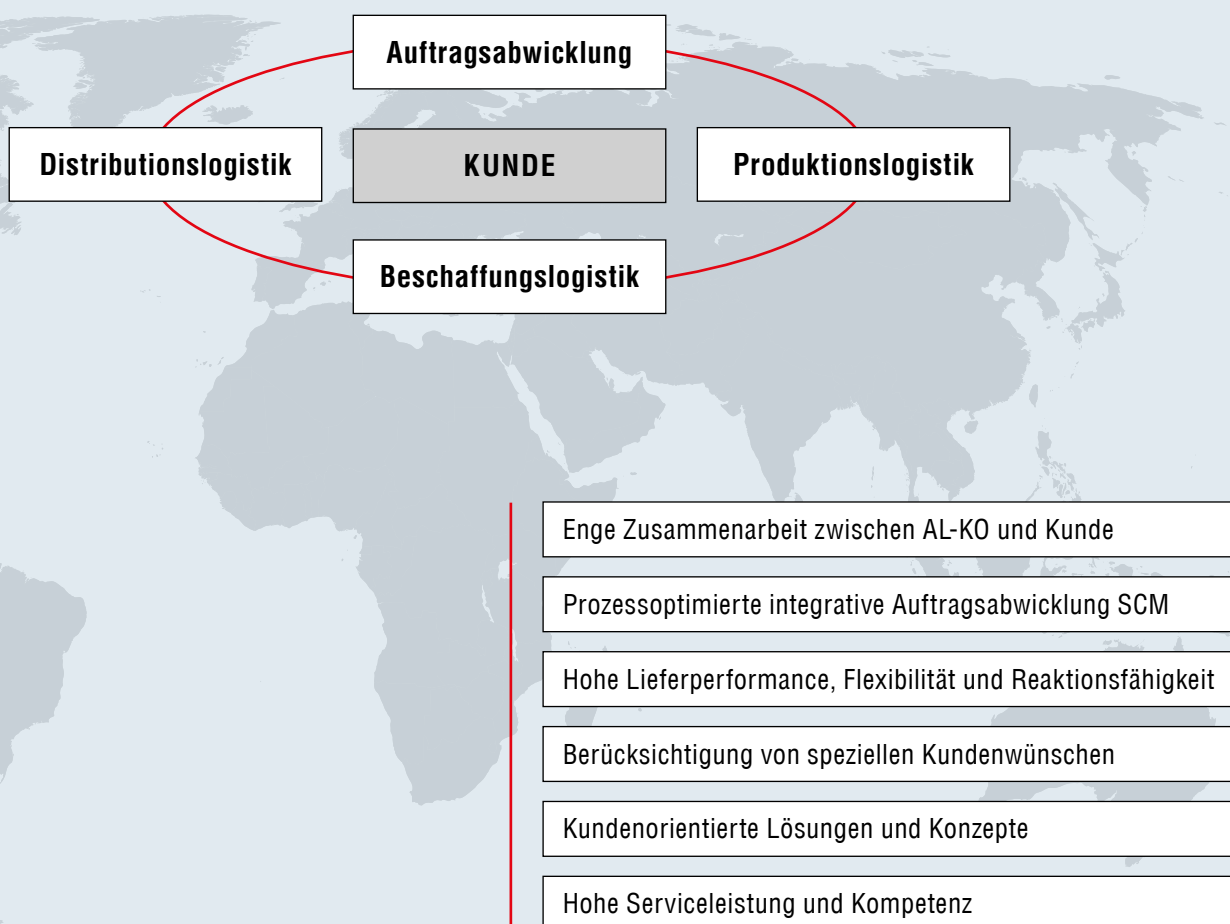 Auftragsabwicklung
Distributionslogistik
KUNDE
Produktionslogistik
Beschaffungslogistik
Enge Zusammenarbeit zwischen AL-KO und Kunde
Prozessoptimierte integrative Auftragsabwicklung SCM
Hohe Lieferperformance, Flexibilität und Reaktionsfähigkeit
Berücksichtigung von speziellen Kundenwünschen
Kundenorientierte Lösungen und Konzepte
Hohe Serviceleistung und Kompetenz